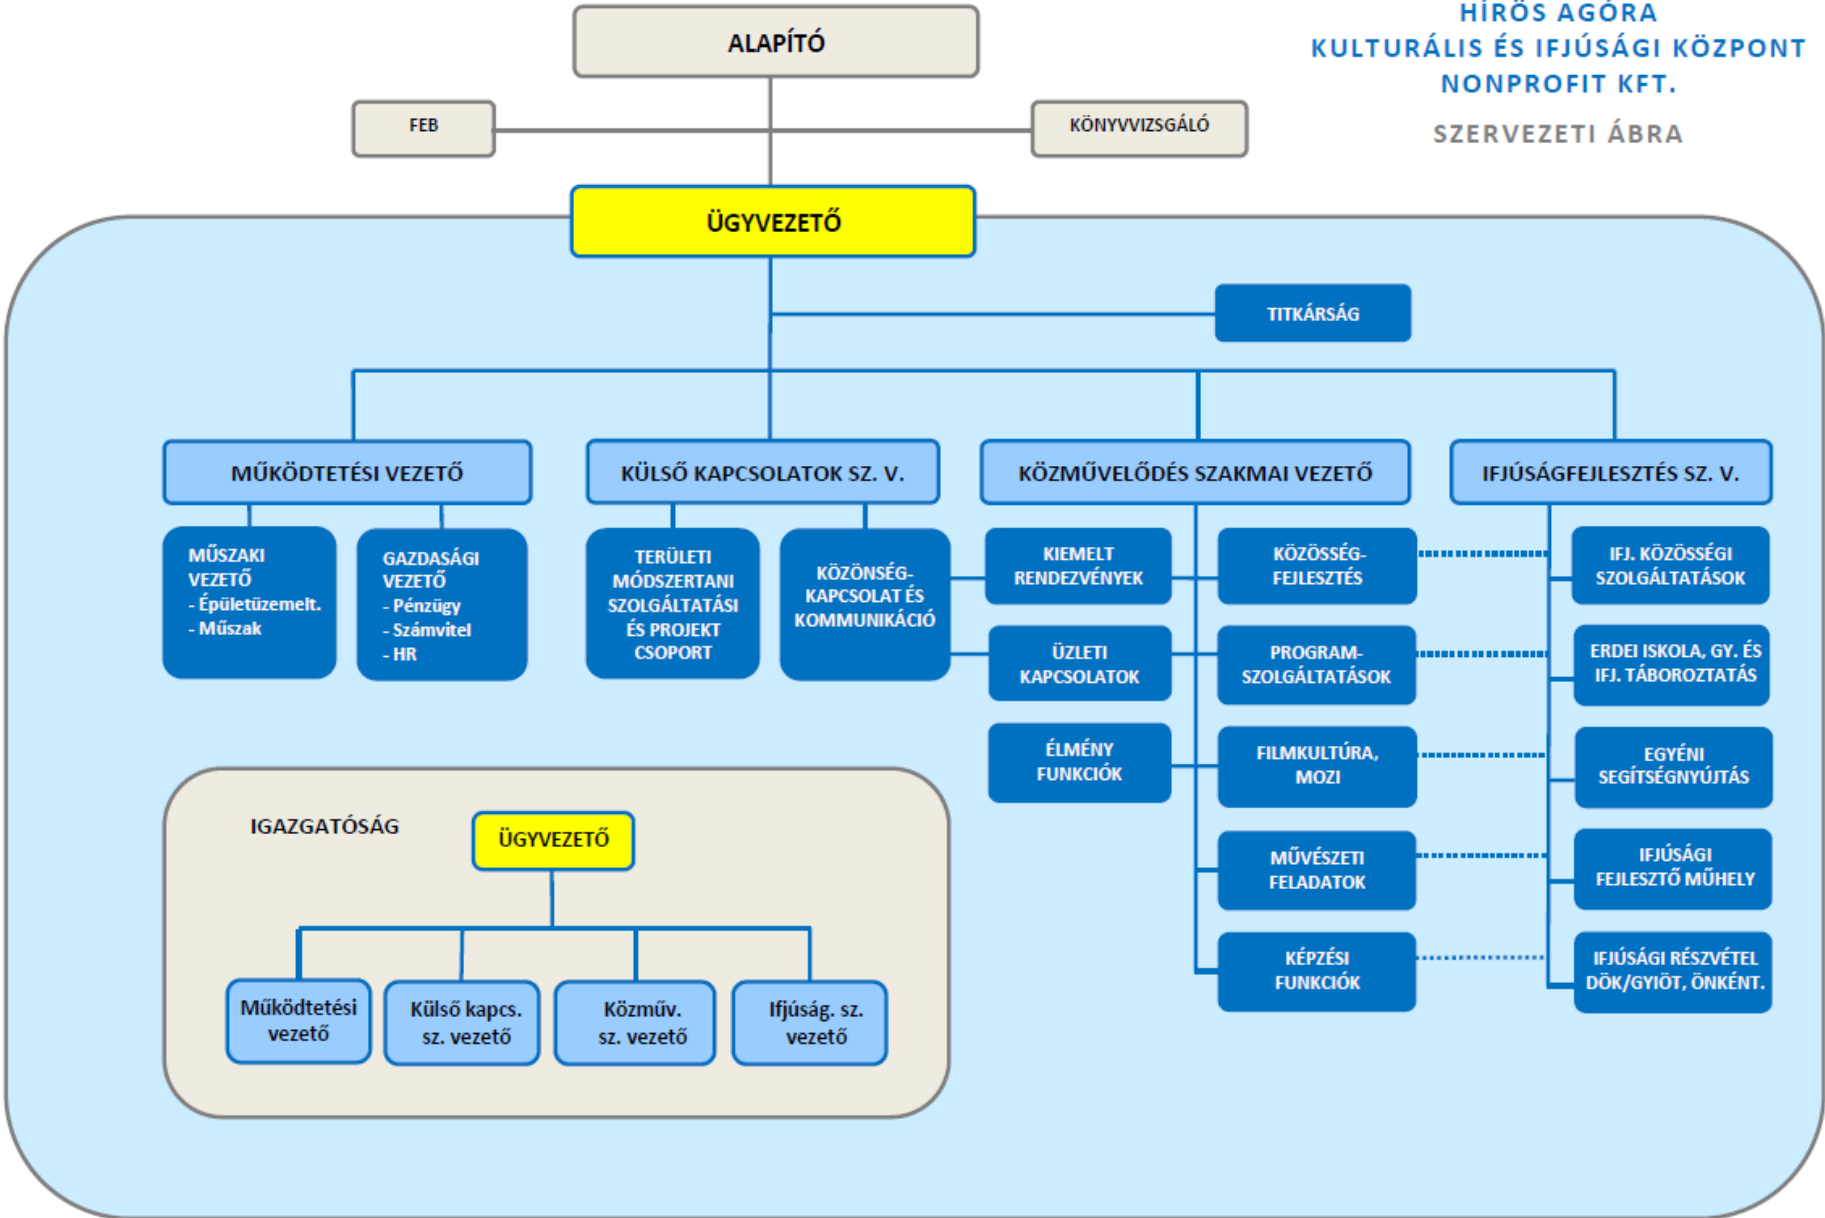 HÍRÖS AGÓRA
KULTURÁLIS ÉS IFJÚSÁGI KÖZPONT
NONPROFIT KFT.
SZERVEZETI ÁBRA
ALAPÍTÓ
FEB
KÖNYVVIZSGÁLÓ
ÜGYVEZETŐ
TITKÁRSÁG
MŰKÖDTETÉSI VEZETŐ
KÜLSŐ KAPCSOLATOK SZ. V.
KÖZMŰVELŐDÉS SZAKMAI VEZETŐ
IFJÚSÁGFEJLESZTÉS SZ. V.
MŰSZAKI
VEZETŐ
- Épületüzemelt.
- Műszak
GAZDASÁGI
VEZETŐ
- Pénzügy
- Számvitel
- HR
TERÜLETI
MÓDSZERTANI
SZOLGÁLTATÁSI
ÉS PROJEKT
CSOPORT
KÖZÖNSÉG-
KAPCSOLAT ÉS
KOMMUNIKÁCIÓ
KIEMELT
RENDEZVÉNYEK
ÜZLETI
KAPCSOLATOK
ÉLMÉNY
FUNKCIÓK
KÖZÖSSÉG-
FEJLESZTÉS
PROGRAM-
SZOLGÁLTATÁSOK
FILMKULTÚRA,
MOZI
MŰVÉSZETI
FELADATOK
KÉPZÉSI
FUNKCIÓK
IFJ. KÖZÖSSÉGI
SZOLGÁLTATÁSOK
ERDEI ISKOLA, GY. ÉS
IFJ. TÁBOROZTATÁS
EGYÉNI
SEGÍTSÉGNYÚJTÁS
IFJÚSÁGI
FEJLESZTŐ MŰHELY
IFJÚSÁGI RÉSZVÉTEL
DÖK/GYIÖT, ÖNKÉNT.
IGAZGATÓSÁG
ÜGYVEZETŐ
Működtetési
vezető
Külső kapcs.
sz. vezető
Közműv.
sz. vezető
Ifjúság. sz.
vezető